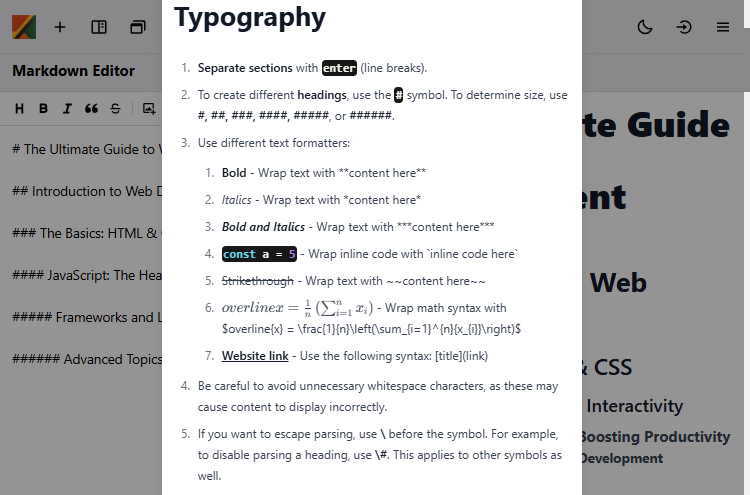 Typography
Markdown Editor
1. Separate sections with enter (line breaks).
2. To create different headings, use the # symbol. To determine size, use
#, ##, ###, ####, #####, or ######.
3. Use different text formatters:
1. Bold - Wrap text with **content here**
2. Italics - Wrap text with *content here*
3. Bold and Italics - Wrap text with ***content here***
4. const a = 5 - Wrap inline code with `inline code here`
5. Strikethrough - Wrap text with ~~content here~~
6. overlinex = \frac{1}{n} (\sum_{i=1}^{n} x_i) - Wrap math syntax with
$overline{x} = \frac{1}{n}\left(\sum_{i=1}^{n}{x_{i}}\right)$
7. Website link - Use the following syntax: [title](link)
4. Be careful to avoid unnecessary whitespace characters, as these may
cause content to display incorrectly.
5. If you want to escape parsing, use \ before the symbol. For example,
to disable parsing a heading, use \#. This applies to other symbols as
well.
H B I S
# The Ultimate Guide to
## Introduction to Web
### The Basics: HTML &
#### JavaScript: The
##### Frameworks and
###### Advanced Topics
Guide
Web
& CSS
Interactivity
Boosting Productivity
Development